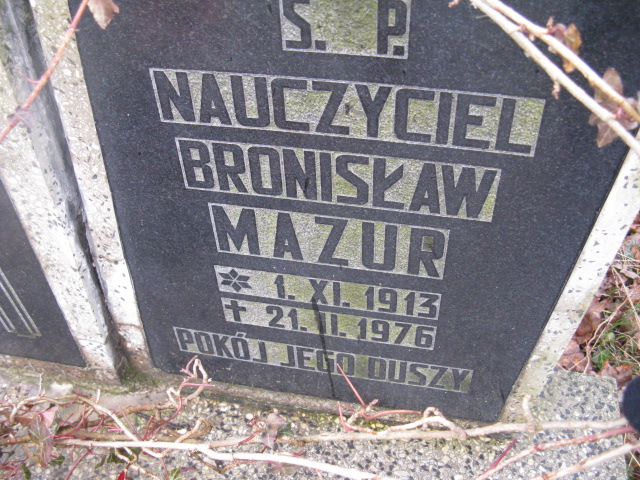 Ś. P.
NAUCZYCIEL
BRONISŁAW
MAZUR
* 1. XI. 1913
✝ 21. II. 1976
POKÓJ JEGO DUSZY